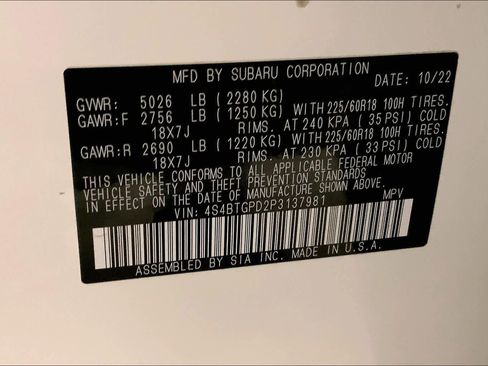 MFD BY SUBARU CORPORATION
DATE: 10/22
GVWR: 5026 LB ( 2280 KG)
GAWR:F 2756 LB ( 1250 KG) WITH 225/60R18 100H TIRES.
18X7J RIMS. AT 240 KPA ( 35 PSI) COLD
GAWR:R 2690 LB ( 1220 KG) WITH 225/60R18 100H TIRES.
18X7J RIMS. AT 230 KPA ( 33 PSI) COLD
THIS VEHICLE CONFORMS TO ALL APPLICABLE FEDERAL MOTOR
VEHICLE SAFETY AND THEFT PREVENTION STANDARDS IN
EFFECT ON THE DATE OF MANUFACTURE SHOWN ABOVE.
VIN: 4S4BTGPD2P3137981 MPV
ASSEMBLED BY SIA INC. MADE IN U.S.A.